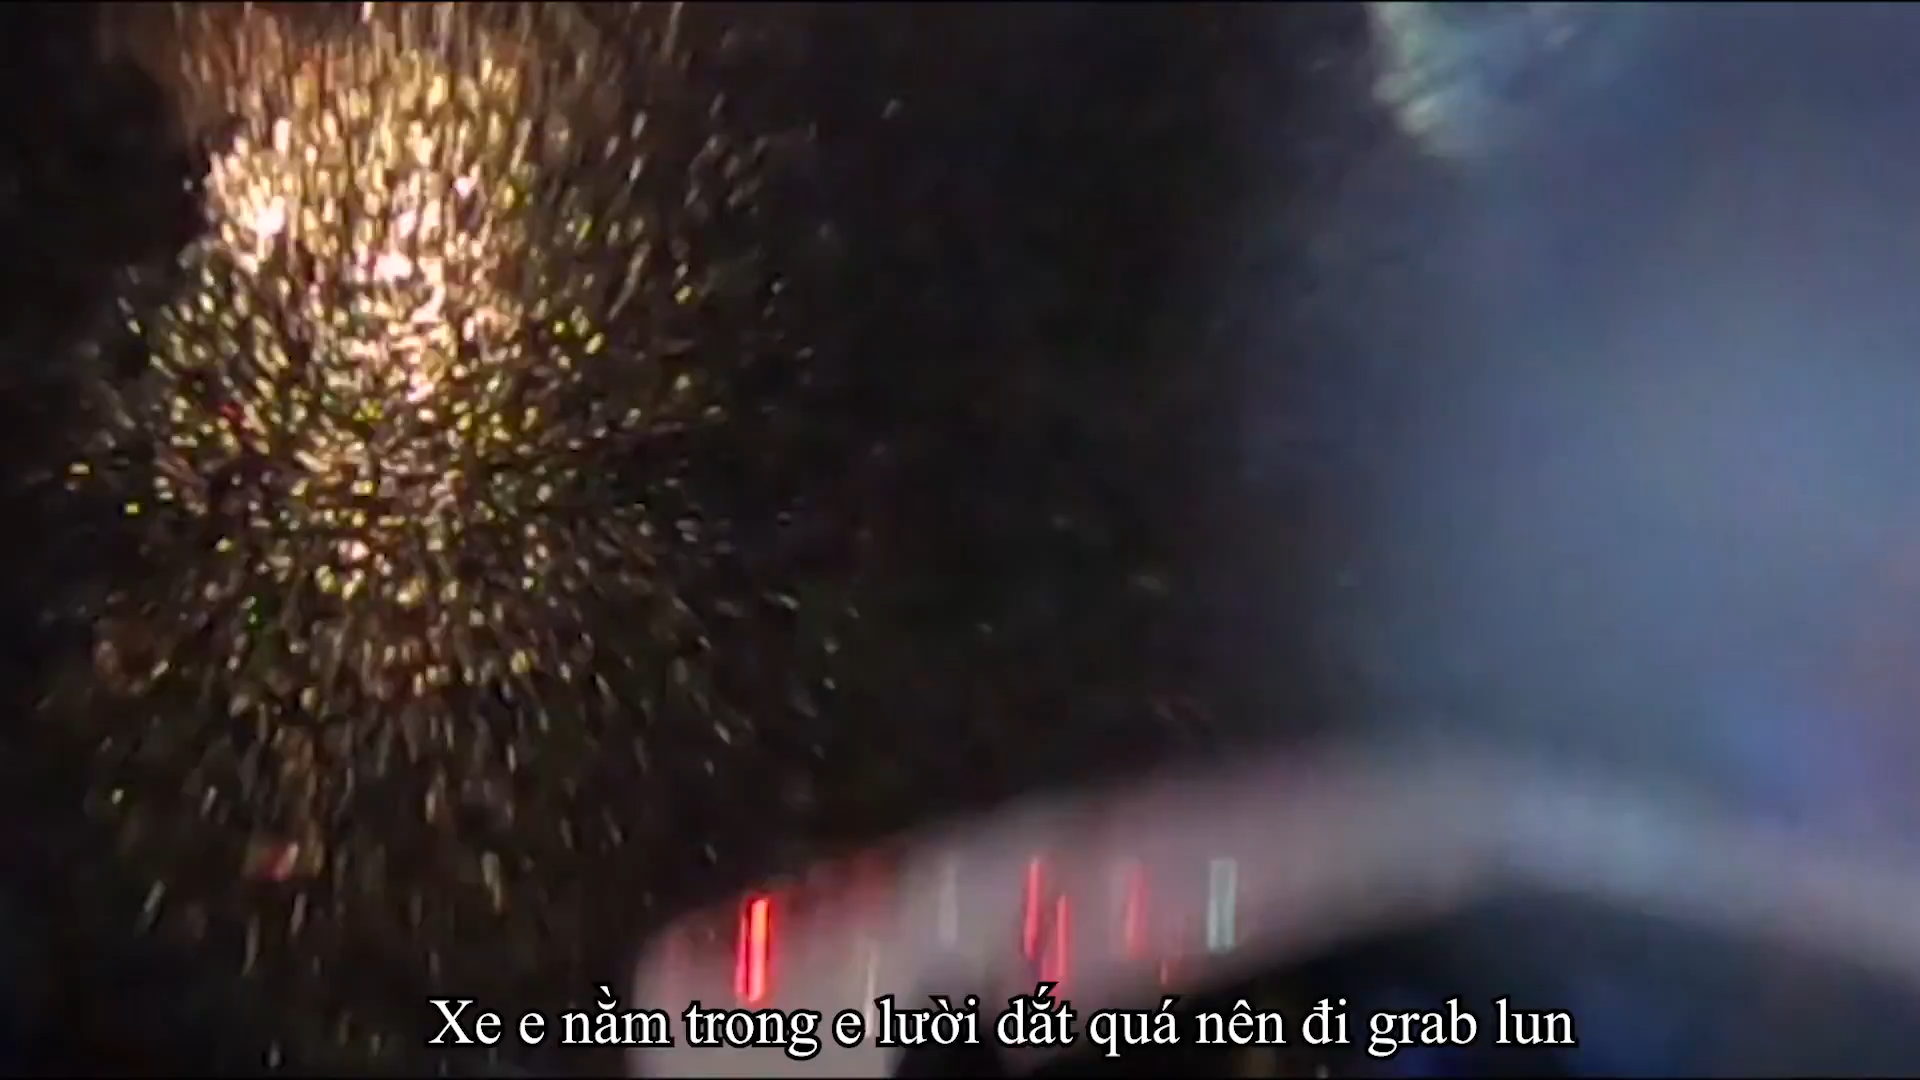 Xe e nằm trong e lười dắt quá nên đi grab lun